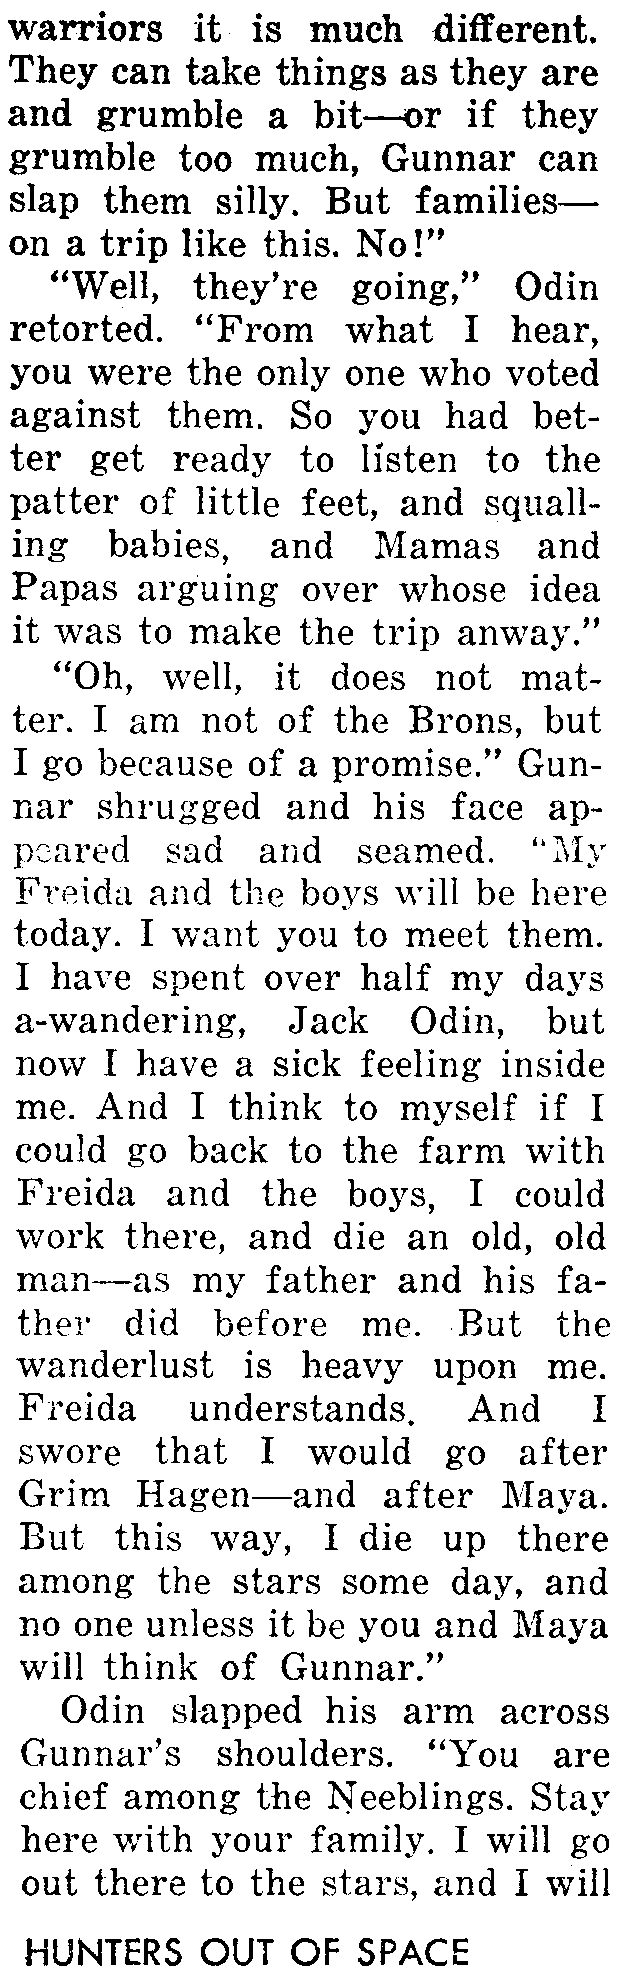 warriors it is much different.
They can take things as they are
and grumble a bit—or if they
grumble too much, Gunnar can
slap them silly. But families—
on a trip like this. No!”
“Well, they’re going,” Odin
retorted. “From what I hear,
you were the only one who voted
against them. So you had bet-
ter get ready to listen to the
patter of little feet, and squall-
ing babies, and Mamas and
Papas arguing over whose idea
it was to make the trip anway.”
“Oh, well, it does not mat-
ter. I am not of the Brons, but
I go because of a promise.” Gun-
nar shrugged and his face ap-
peared sad and seamed. “My
Freida and the boys will be here
today. I want you to meet them.
I have spent over half my days
a-wandering, Jack Odin, but
now I have a sick feeling inside
me. And I think to myself if I
could go back to the farm with
Freida and the boys, I could
work there, and die an old, old
man—as my father and his fa-
ther did before me. But the
wanderlust is heavy upon me.
Freida understands. And I
swore that I would go after
Grim Hagen—and after Maya.
But this way, I die up there
among the stars some day, and
no one unless it be you and Maya
will think of Gunnar.”
Odin slapped his arm across
Gunnar’s shoulders. “You are
chief among the Neeblings. Stay
here with your family. I will go
out there to the stars, and I will
HUNTERS OUT OF SPACE